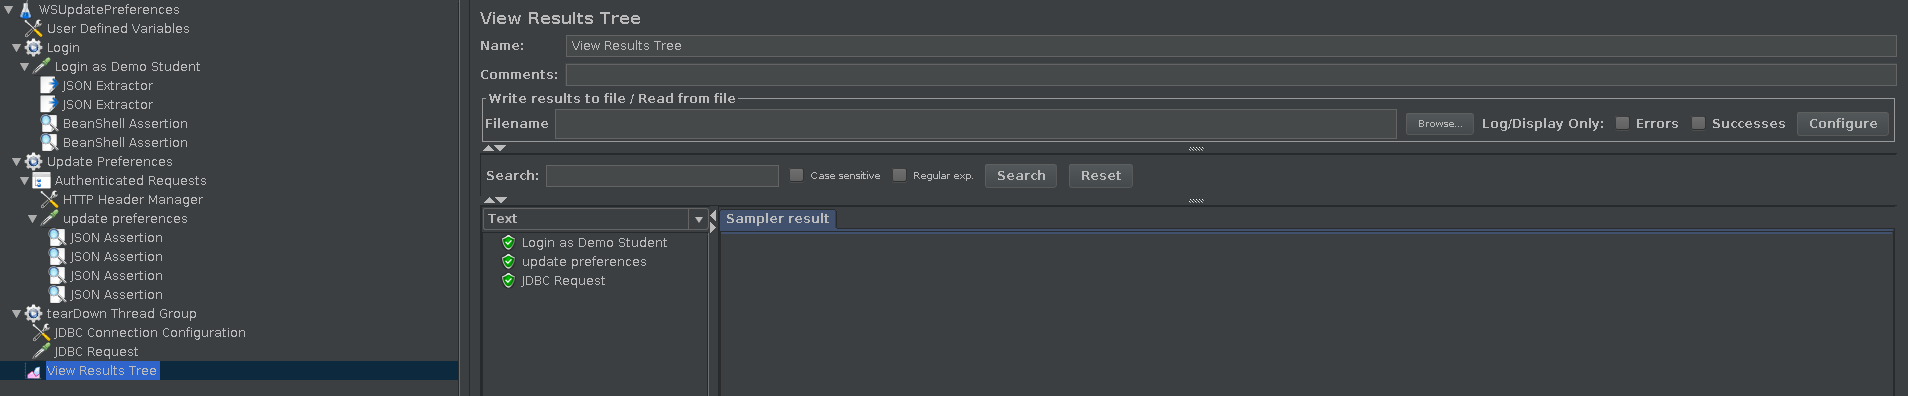 WSUpdatePreferences
User Defined Variables
Login
Login as Demo Student
JSON Extractor
JSON Extractor
BeanShell Assertion
BeanShell Assertion
Update Preferences
Authenticated Requests
HTTP Header Manager
update preferences
JSON Assertion
JSON Assertion
JSON Assertion
JSON Assertion
tearDown Thread Group
JDBC Connection Configuration
JDBC Request
View Results Tree
View Results Tree
Name: View Results Tree
Comments:
Write results to file / Read from file
Filename Browse... Log/Display Only: Errors Successes Configure
Search: Case sensitive Regular exp. Search Reset
Text
Login as Demo Student
update preferences
JDBC Request
Sampler result